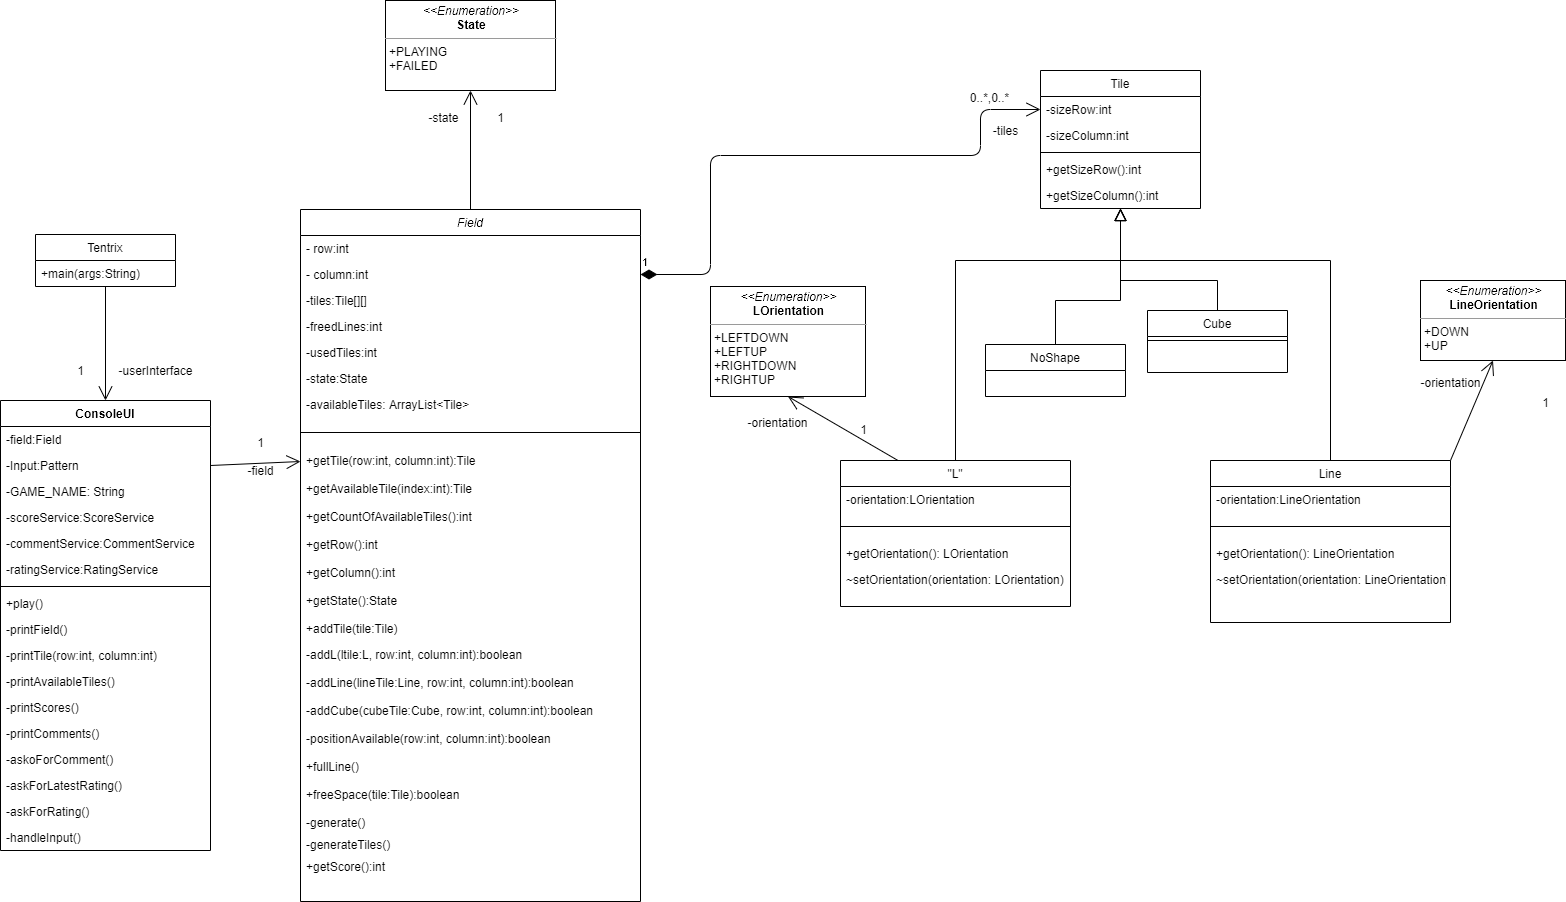 <<Enumeration>>
State
+PLAYING
+FAILED
-state
1
Tentrix
+main(args:String)
1
-userInterface
ConsoleUI
-field:Field
-Input:Pattern
-GAME_NAME: String
-scoreService:ScoreService
-commentService:CommentService
-ratingService:RatingService
+play()
-printField()
-printTile(row:int, column:int)
-printAvailableTiles()
-printScores()
-printComments()
-askoForComment()
-askForLatestRating()
-askForRating()
-handleInput()
1
-field
Field
- row:int
- column:int
-tiles:Tile[][]
-freedLines:int
-usedTiles:int
-state:State
-availableTiles: ArrayList<Tile>
+getTile(row:int, column:int):Tile
+getAvailableTile(index:int):Tile
+getCountOfAvailableTiles():int
+getRow():int
+getColumn():int
+getState():State
+addTile(tile:Tile)
-addL(ltile:L, row:int, column:int):boolean
-addLine(lineTile:Line, row:int, column:int):boolean
-addCube(cubeTile:Cube, row:int, column:int):boolean
-positionAvailable(row:int, column:int):boolean
+fullLine()
+freeSpace(tile:Tile):boolean
-generate()
-generateTiles()
+getScore():int
1
0..*,0..*
-tiles
Tile
-sizeRow:int
-sizeColumn:int
+getSizeRow():int
+getSizeColumn():int
<<Enumeration>>
LOrientation
+LEFTDOWN
+LEFTUP
+RIGHTDOWN
+RIGHTUP
-orientation
1
NoShape
Cube
<<Enumeration>>
LineOrientation
+DOWN
+UP
-orientation
1
"L"
-orientation:LOrientation
+getOrientation(): LOrientation
~setOrientation(orientation: LOrientation)
Line
-orientation:LineOrientation
+getOrientation(): LineOrientation
~setOrientation(orientation: LineOrientation